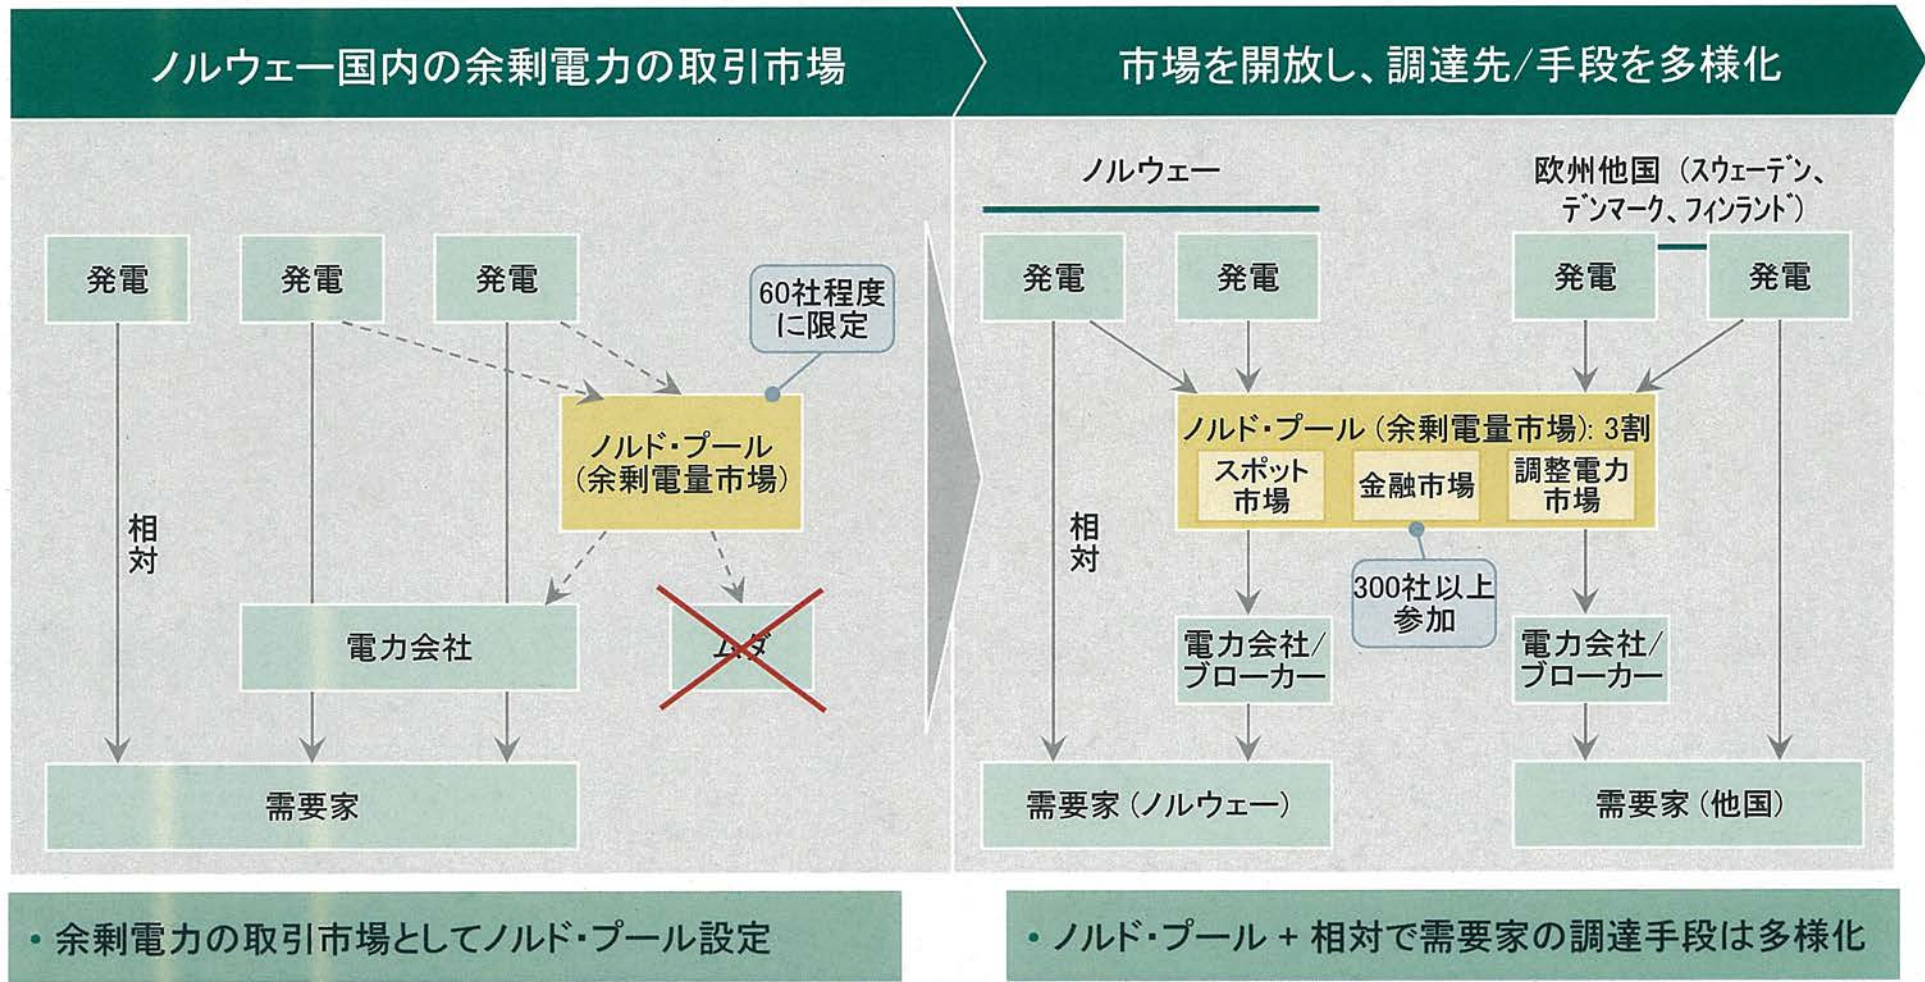 ノルウェー国内の余剰電力の取引市場
市場を開放し、調達先/手段を多様化
発電
発電
発電
60社程度
に限定
ノルド・プール
(余剰電量市場)
相
対
電力会社
ムダ
需要家
・余剰電力の取引市場としてノルド・プール設定
ノルウェー
欧州他国 (スウェーデン、
デンマーク、フィンランド)
発電
発電
発電
発電
ノルド・プール (余剰電量市場): 3割
スポット
市場
金融市場
調整電力
市場
相
対
300社以上
参加
電力会社/
ブローカー
電力会社/
ブローカー
需要家 (ノルウェー)
需要家 (他国)
・ノルド・プール + 相対で需要家の調達手段は多様化